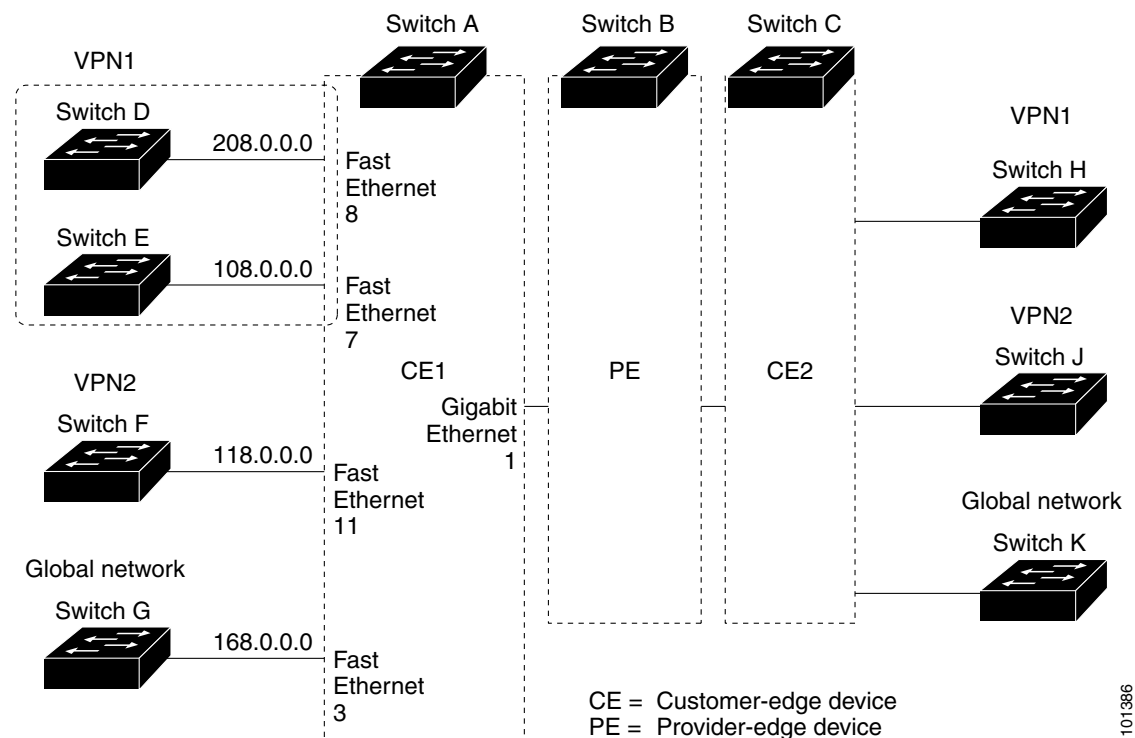 Switch A
Switch B
Switch C
VPN1
Switch D
208.0.0.0
Fast
Ethernet
8
Switch E
108.0.0.0
Fast
Ethernet
7
VPN2
Switch F
118.0.0.0
Fast
Ethernet
11
Global network
Switch G
168.0.0.0
Fast
Ethernet
3
CE1
Gigabit
Ethernet
1
PE
CE2
VPN1
Switch H
VPN2
Switch J
Global network
Switch K
CE = Customer-edge device
PE = Provider-edge device
101386